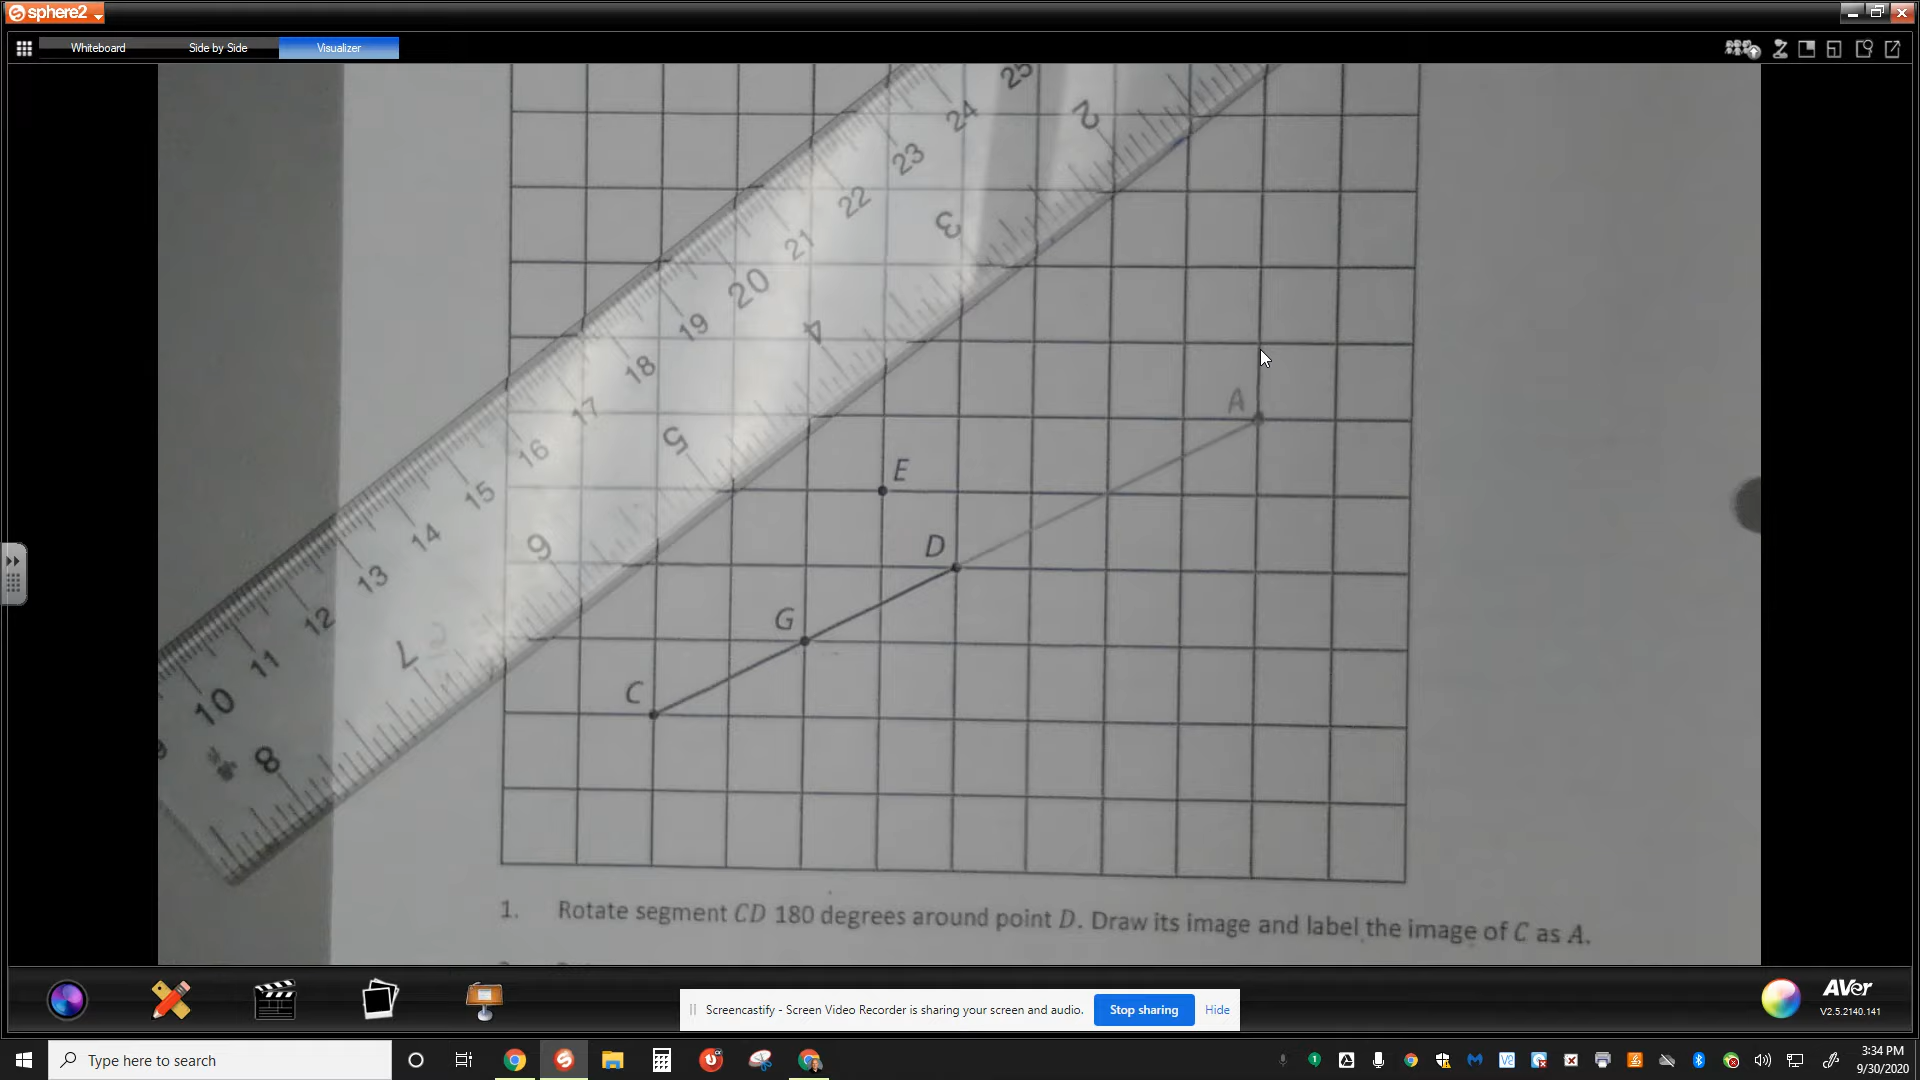 sphere2
Whiteboard
Side by Side
Visualizer
25
24
23
22
21
20
19
18
17
16
15
14
13
12
11
10
2
3
4
5
6
7
8
A
E
D
G
C
1. Rotate segment CD 180 degrees around point D. Draw its image and label the image of C as A.
Screencastify - Screen Video Recorder is sharing your screen and audio.
Stop sharing
Hide
AVer
V2.5.2140.141
Type here to search
3:34 PM
9/30/2020